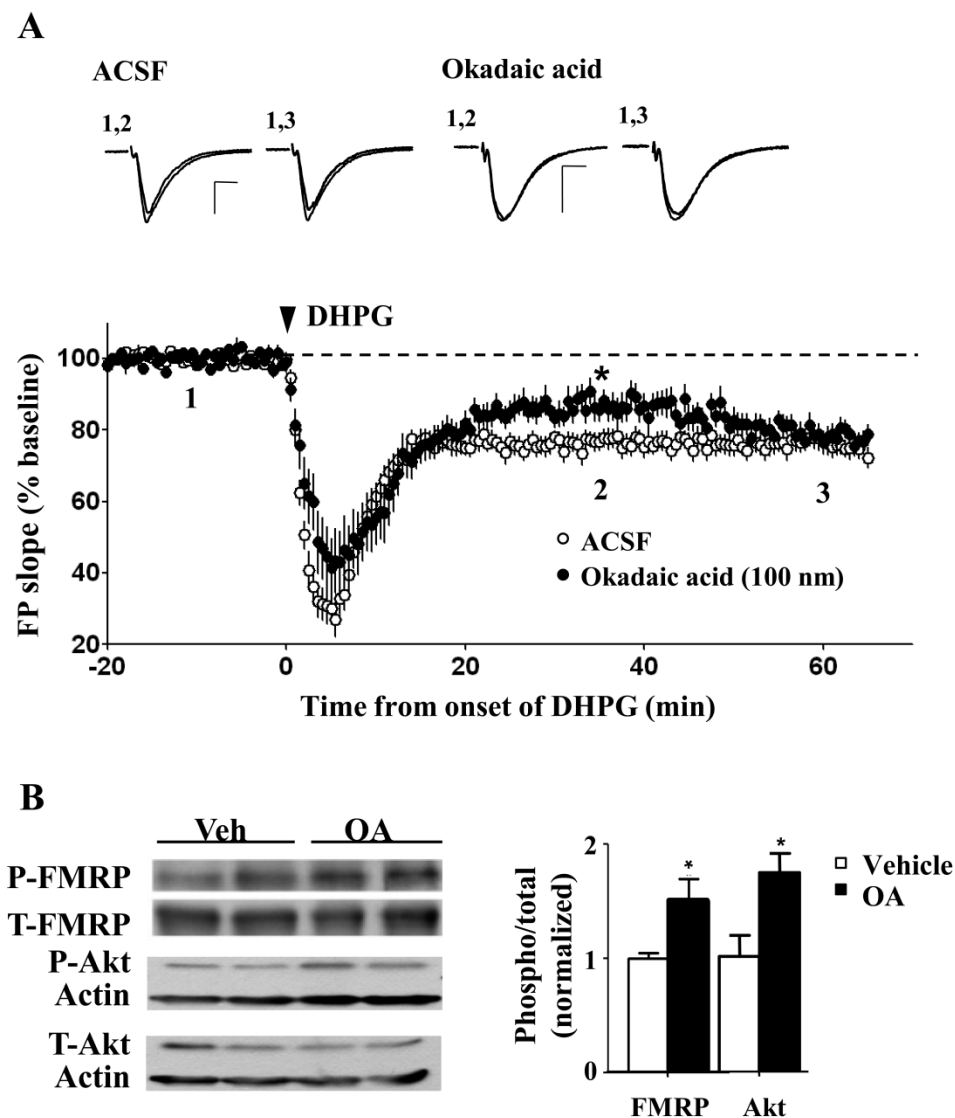 A
ACSF
Okadaic acid
1,2
1,3
1,2
1,3
DHPG
100
80
60
40
20
FP slope (% baseline)
1
*
2
3
ACSF
Okadaic acid (100 nm)
-20
0
20
40
60
Time from onset of DHPG (min)
B
Veh
OA
P-FMRP
T-FMRP
P-Akt
Actin
T-Akt
Actin
Phospho/total
(normalized)
2
1
0
*
*
Vehicle
OA
FMRP
Akt